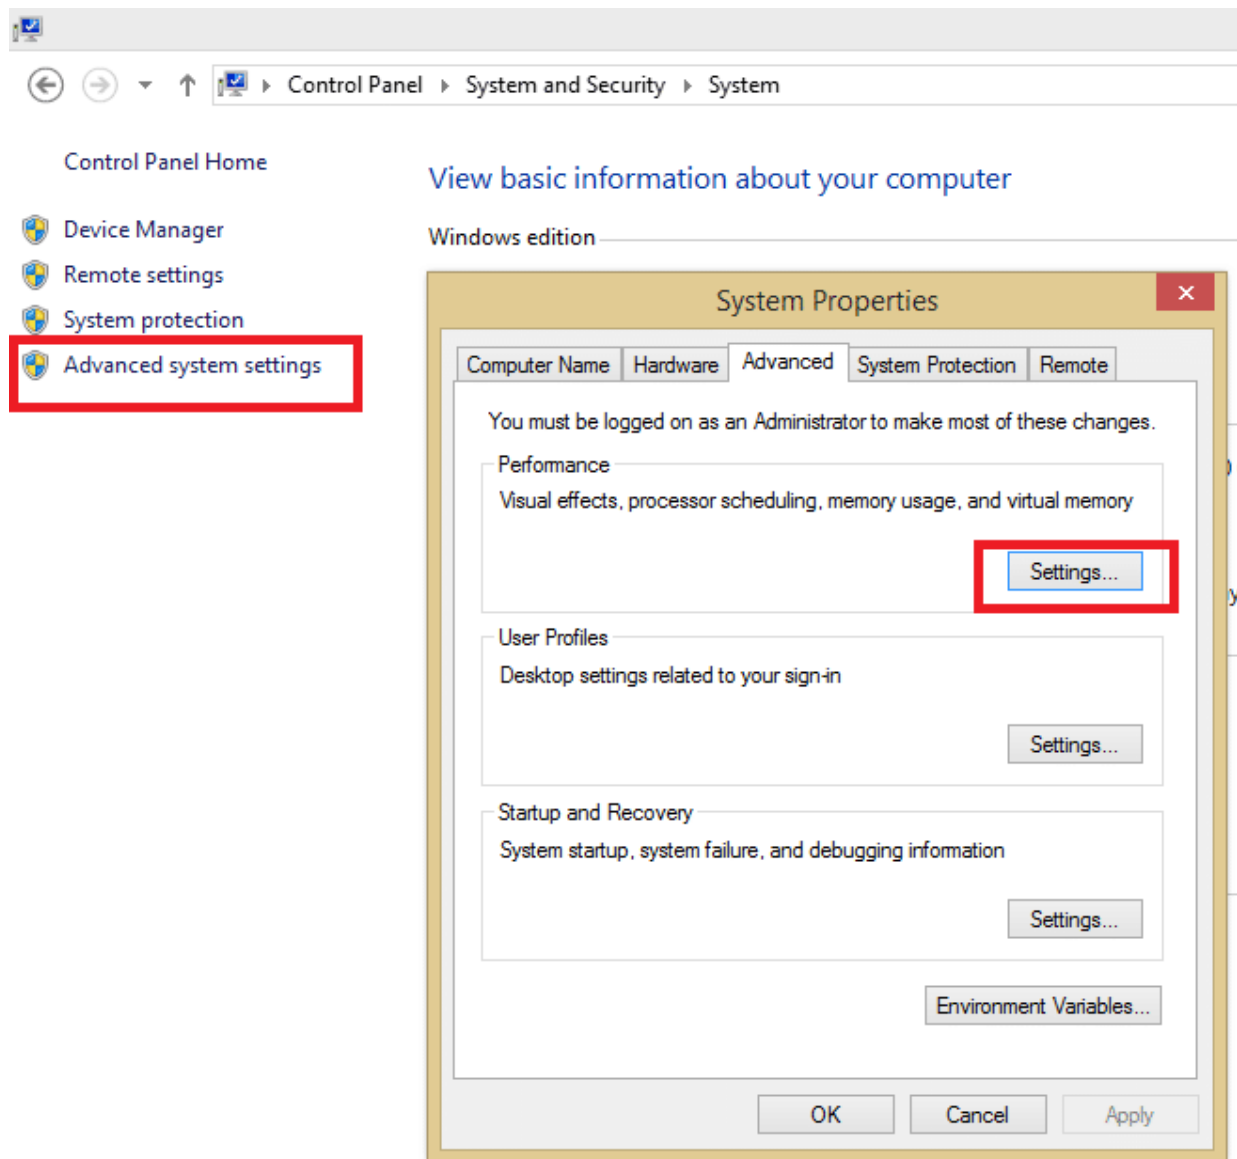 Control Panel System and Security System
Control Panel Home
Device Manager
Remote settings
System protection
Advanced system settings
View basic information about your computer
Windows edition
System Properties
Computer Name Hardware Advanced System Protection Remote
You must be logged on as an Administrator to make most of these changes.
Performance
Visual effects, processor scheduling, memory usage, and virtual memory
Settings...
User Profiles
Desktop settings related to your sign-in
Settings...
Startup and Recovery
System startup, system failure, and debugging information
Settings...
Environment Variables...
OK Cancel Apply